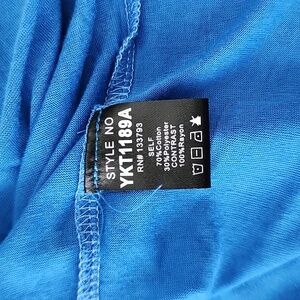 STYLE NO
YKT1189A
RN# 133793
SELF
70%Cotton
30%Polyester
CONTRAST
100%Rayon